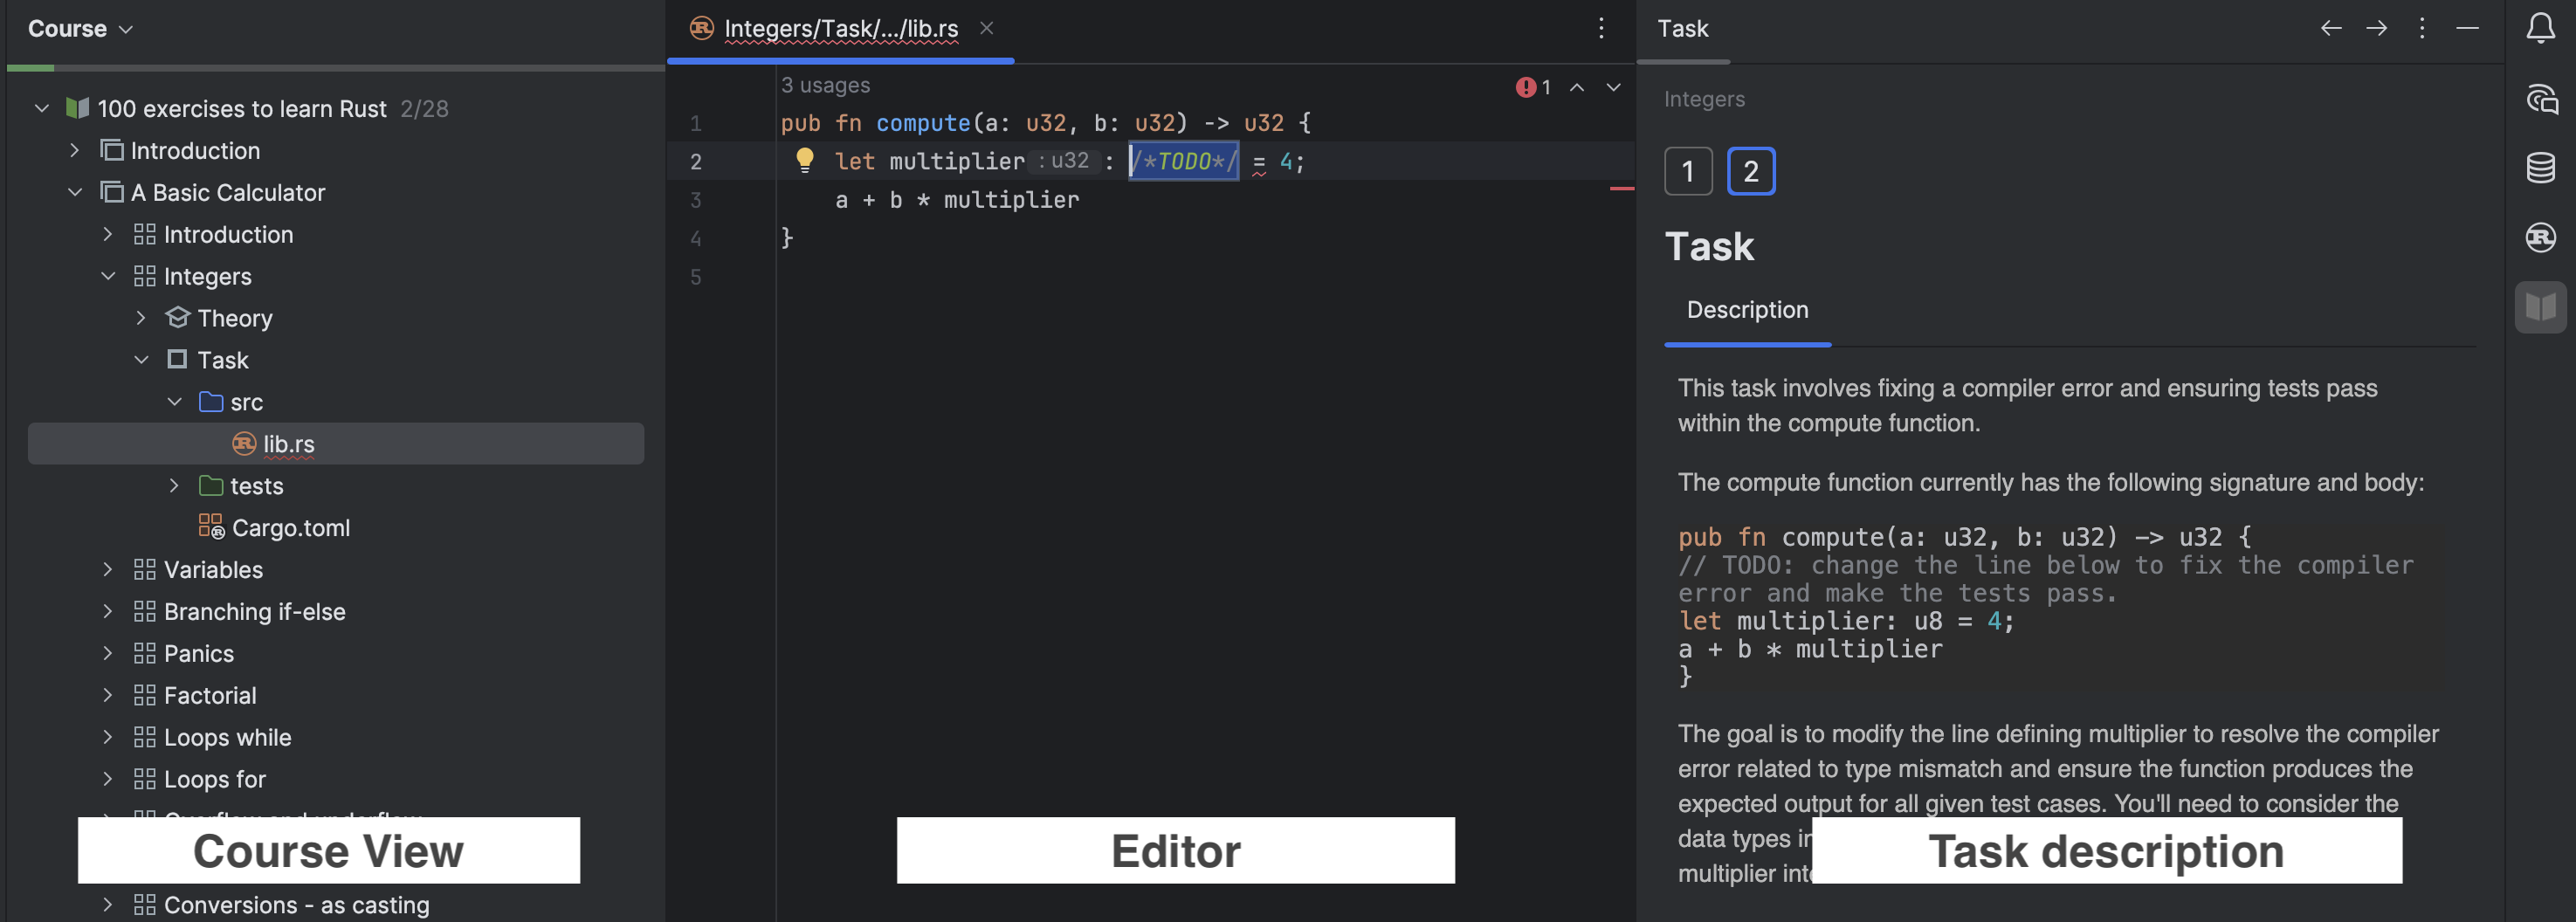 Course
100 exercises to learn Rust 2/28
Introduction
A Basic Calculator
Introduction
Integers
Theory
Task
src
lib.rs
tests
Cargo.toml
Variables
Branching if-else
Panics
Factorial
Loops while
Loops for
Course View
Conversions - as casting
Integers/Task/.../lib.rs
3 usages
1
1 pub fn compute(a: u32, b: u32) -> u32 {
2 let multiplier : u32 : /*TODO*/ = 4;
3 a + b * multiplier
4 }
5
Editor
Task
Integers
1 2
Task
Description
This task involves fixing a compiler error and ensuring tests pass
within the compute function.
The compute function currently has the following signature and body:
pub fn compute(a: u32, b: u32) -> u32 {
// TODO: change the line below to fix the compiler
error and make the tests pass.
let multiplier: u8 = 4;
a + b * multiplier
}
The goal is to modify the line defining multiplier to resolve the compiler
error related to type mismatch and ensure the function produces the
expected output for all given test cases. You'll need to consider the
data types
multiplier
Task description